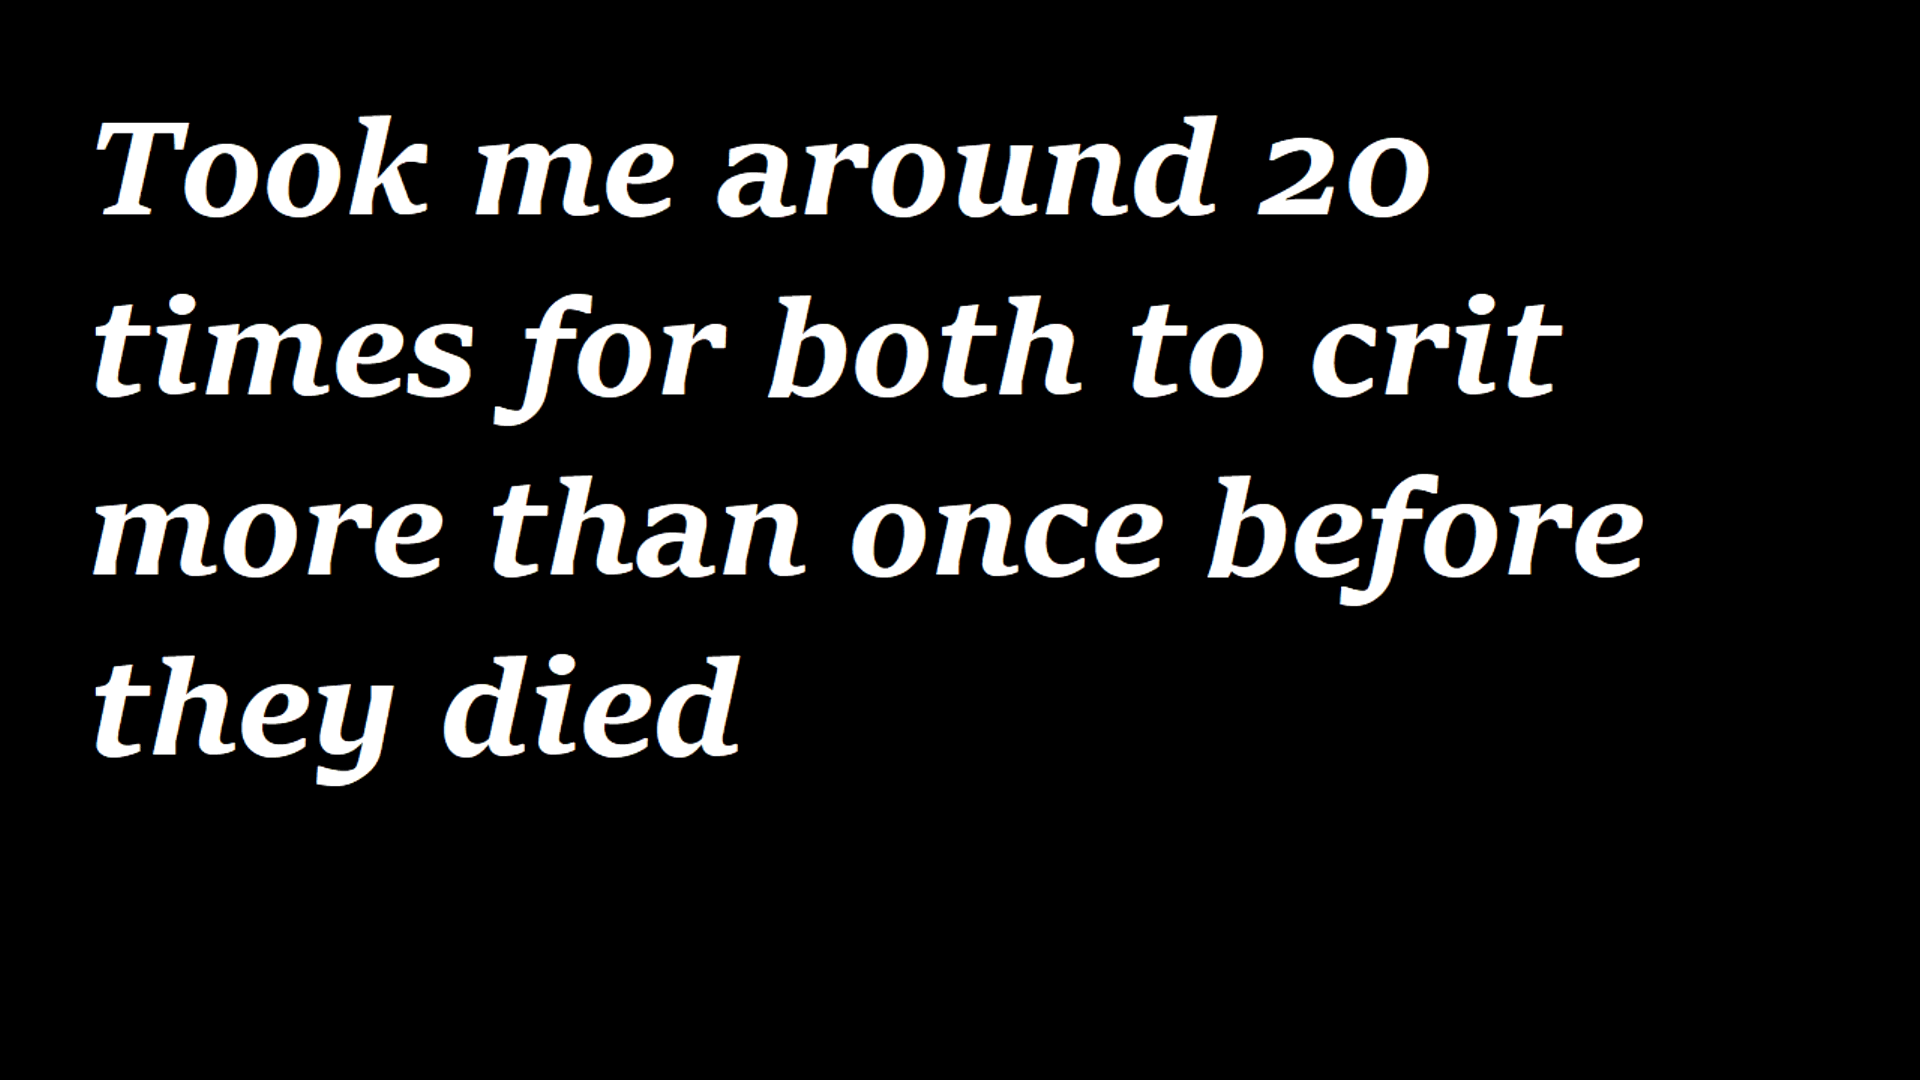 Took me around 20
times for both to crit
more than once before
they died